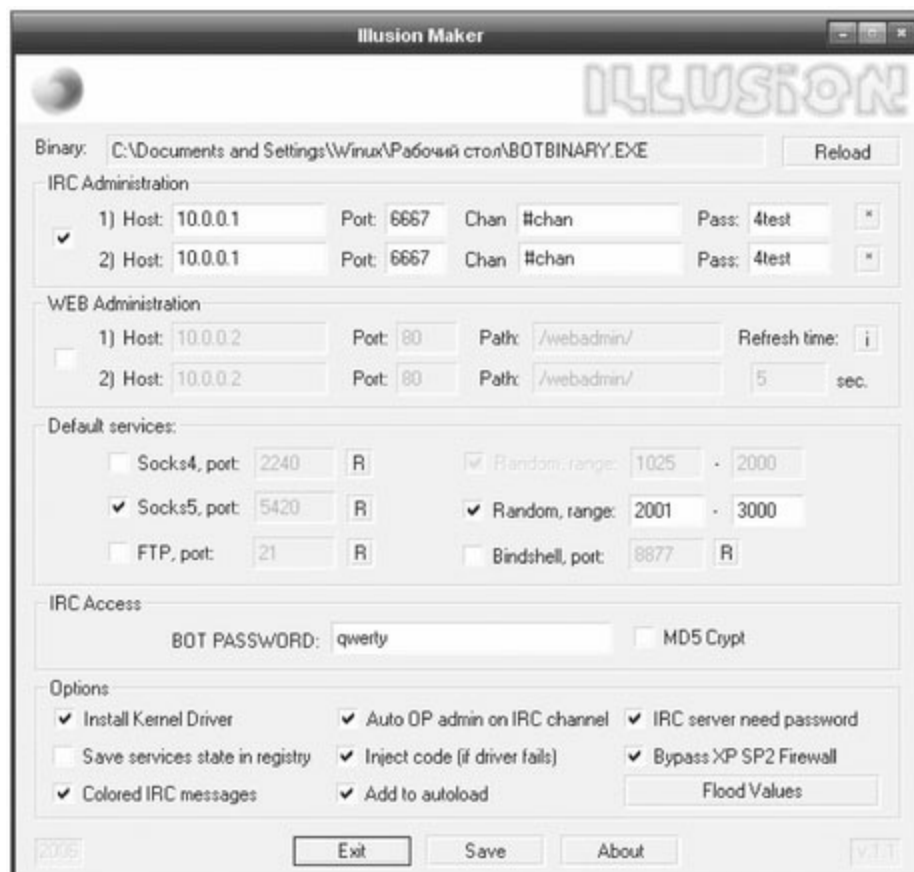 Illusion Maker
ILLUSiON
Binary: C:\Documents and Settings\Winux\Рабочий стол\BOTBINARY.EXE Reload
IRC Administration
1) Host: 10.0.0.1 Port: 6667 Chan #chan Pass: 4test *
2) Host: 10.0.0.1 Port: 6667 Chan #chan Pass: 4test *
WEB Administration
1) Host: 10.0.0.2 Port: 80 Path: /webadmin/ Refresh time: i
2) Host: 10.0.0.2 Port: 80 Path: /webadmin/ 5 sec.
Default services:
Socks4, port: 2240 R Random, range: 1025 - 2000
Socks5, port: 5420 R Random, range: 2001 - 3000
FTP, port: 21 R Bindshell, port: 8877 R
IRC Access
BOT PASSWORD: qwerty MD5 Crypt
Options
Install Kernel Driver Auto OP admin on IRC channel IRC server need password
Save services state in registry Inject code (if driver fails) Bypass XP SP2 Firewall
Colored IRC messages Add to autoload Flood Values
2006 Exit Save About v.1.1